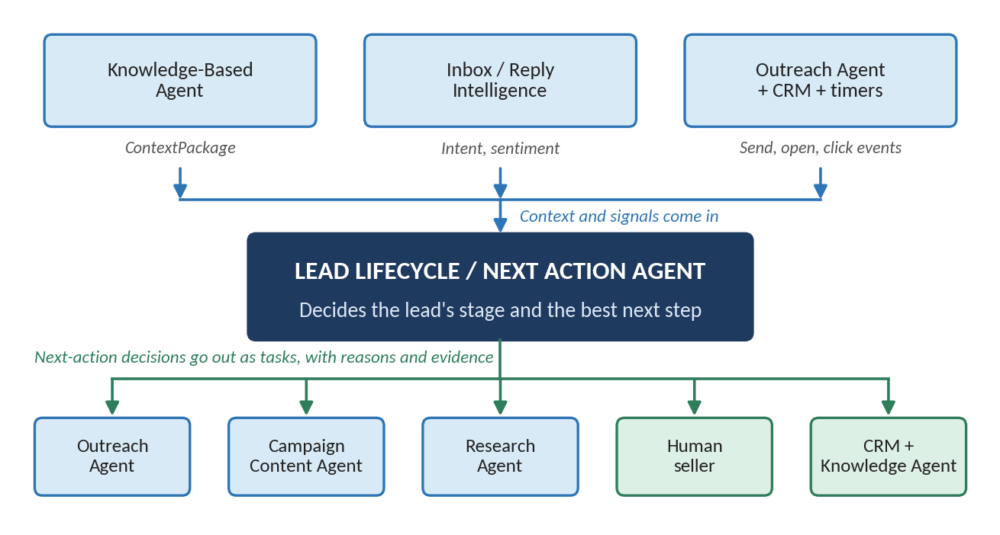 Knowledge-Based
Agent
Inbox / Reply
Intelligence
Outreach Agent
+ CRM + timers
ContextPackage
Intent, sentiment
Send, open, click events
Context and signals come in
LEAD LIFECYCLE / NEXT ACTION AGENT
Decides the lead's stage and the best next step
Next-action decisions go out as tasks, with reasons and evidence
Outreach
Agent
Campaign
Content Agent
Research
Agent
Human
seller
CRM +
Knowledge Agent